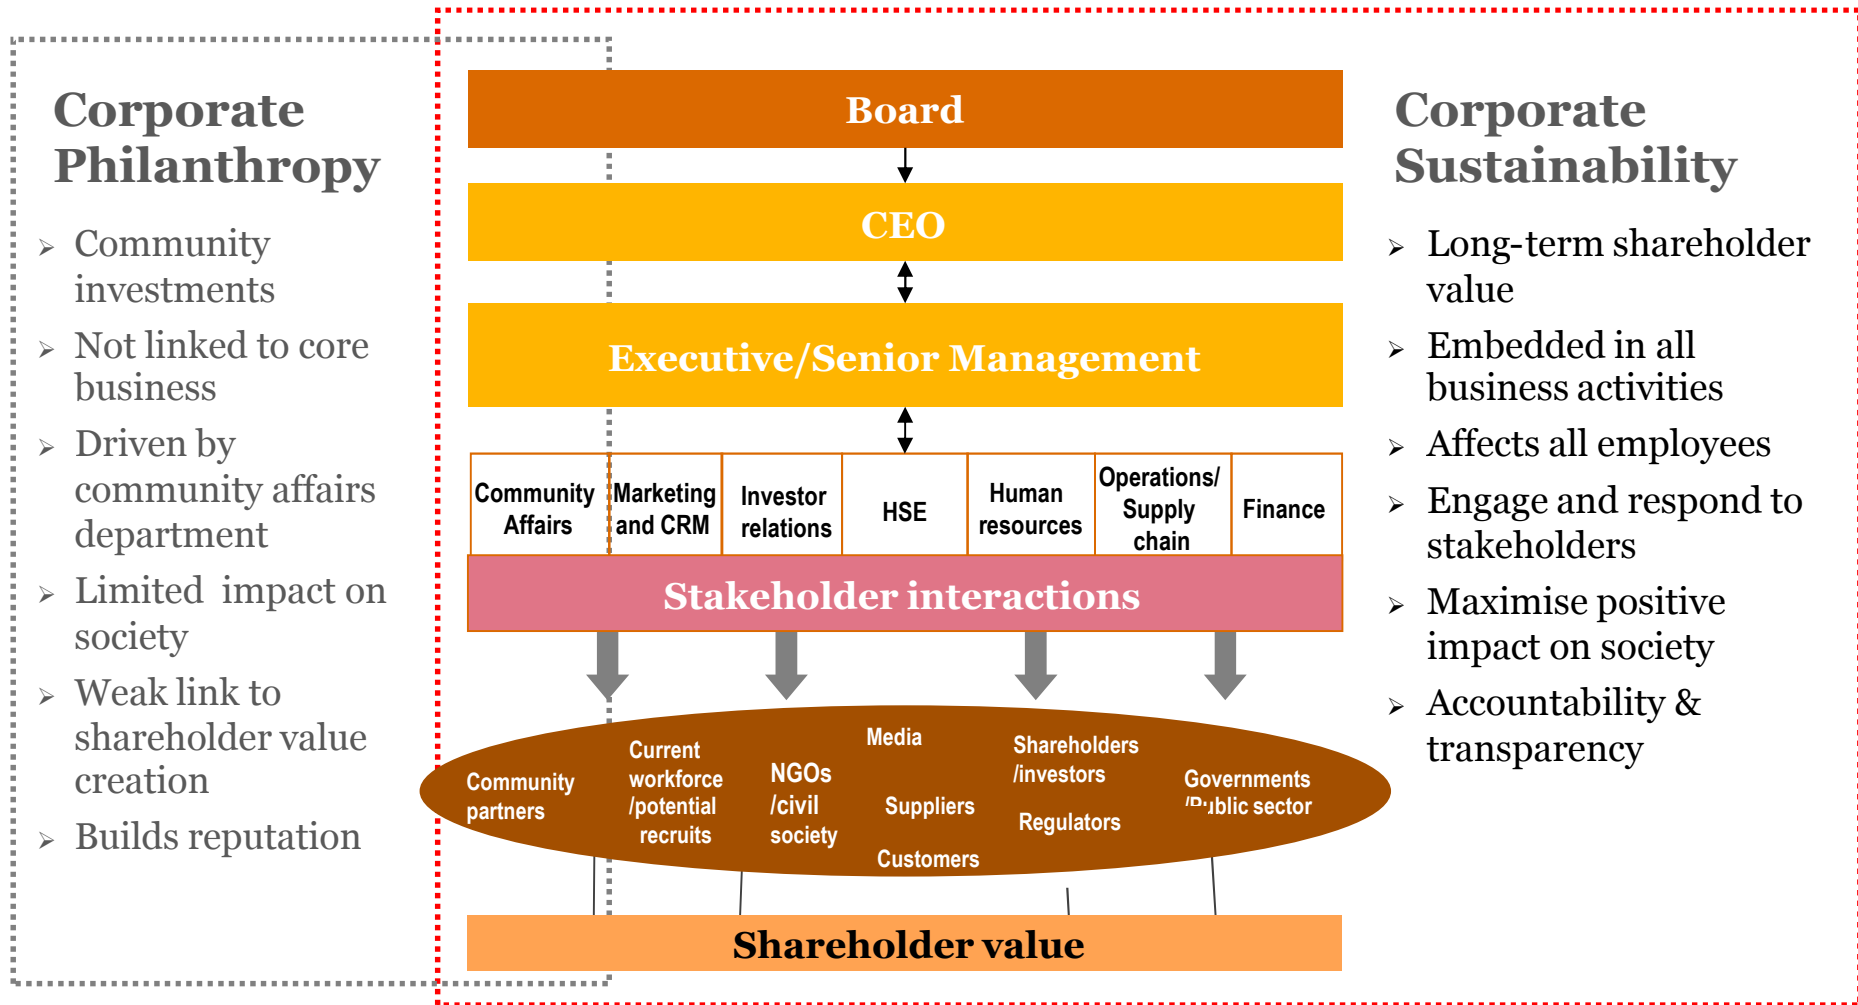 Corporate
Philanthropy
➢ Community
investments
➢ Not linked to core
business
➢ Driven by
community affairs
department
➢ Limited impact on
society
➢ Weak link to
shareholder value
creation
➢ Builds reputation
Board
CEO
Executive/Senior Management
Community
Affairs
Marketing
and CRM
Investor
relations
HSE
Human
resources
Operations/
Supply
chain
Finance
Stakeholder interactions
Community
partners
Current
workforce
/potential
recruits
NGOs
/civil
society
Media
Suppliers
Customers
Shareholders
/investors
Regulators
Governments
/Public sector
Shareholder value
Corporate
Sustainability
➢ Long-term shareholder
value
➢ Embedded in all
business activities
➢ Affects all employees
➢ Engage and respond to
stakeholders
➢ Maximise positive
impact on society
➢ Accountability &
transparency